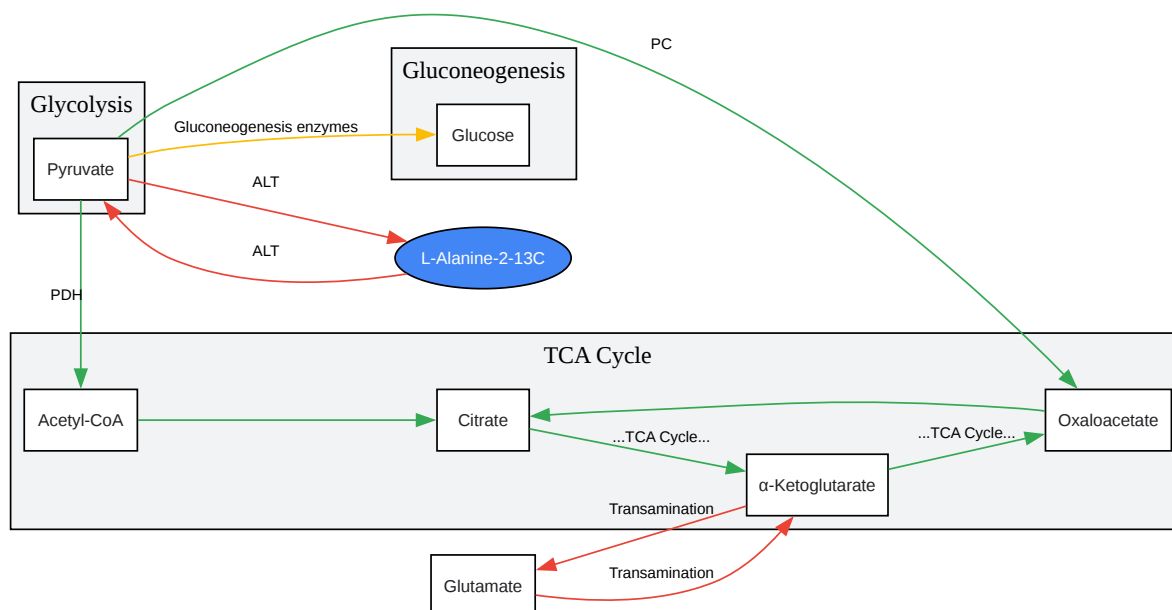 PC
Gluconeogenesis
Glycolysis
Gluconeogenesis enzymes
Glucose
Pyruvate
ALT
ALT
L-Alanine-2-13C
PDH
TCA Cycle
Acetyl-CoA
Citrate
Oxaloacetate
...TCA Cycle...
...TCA Cycle...
α-Ketoglutarate
Transamination
Glutamate
Transamination